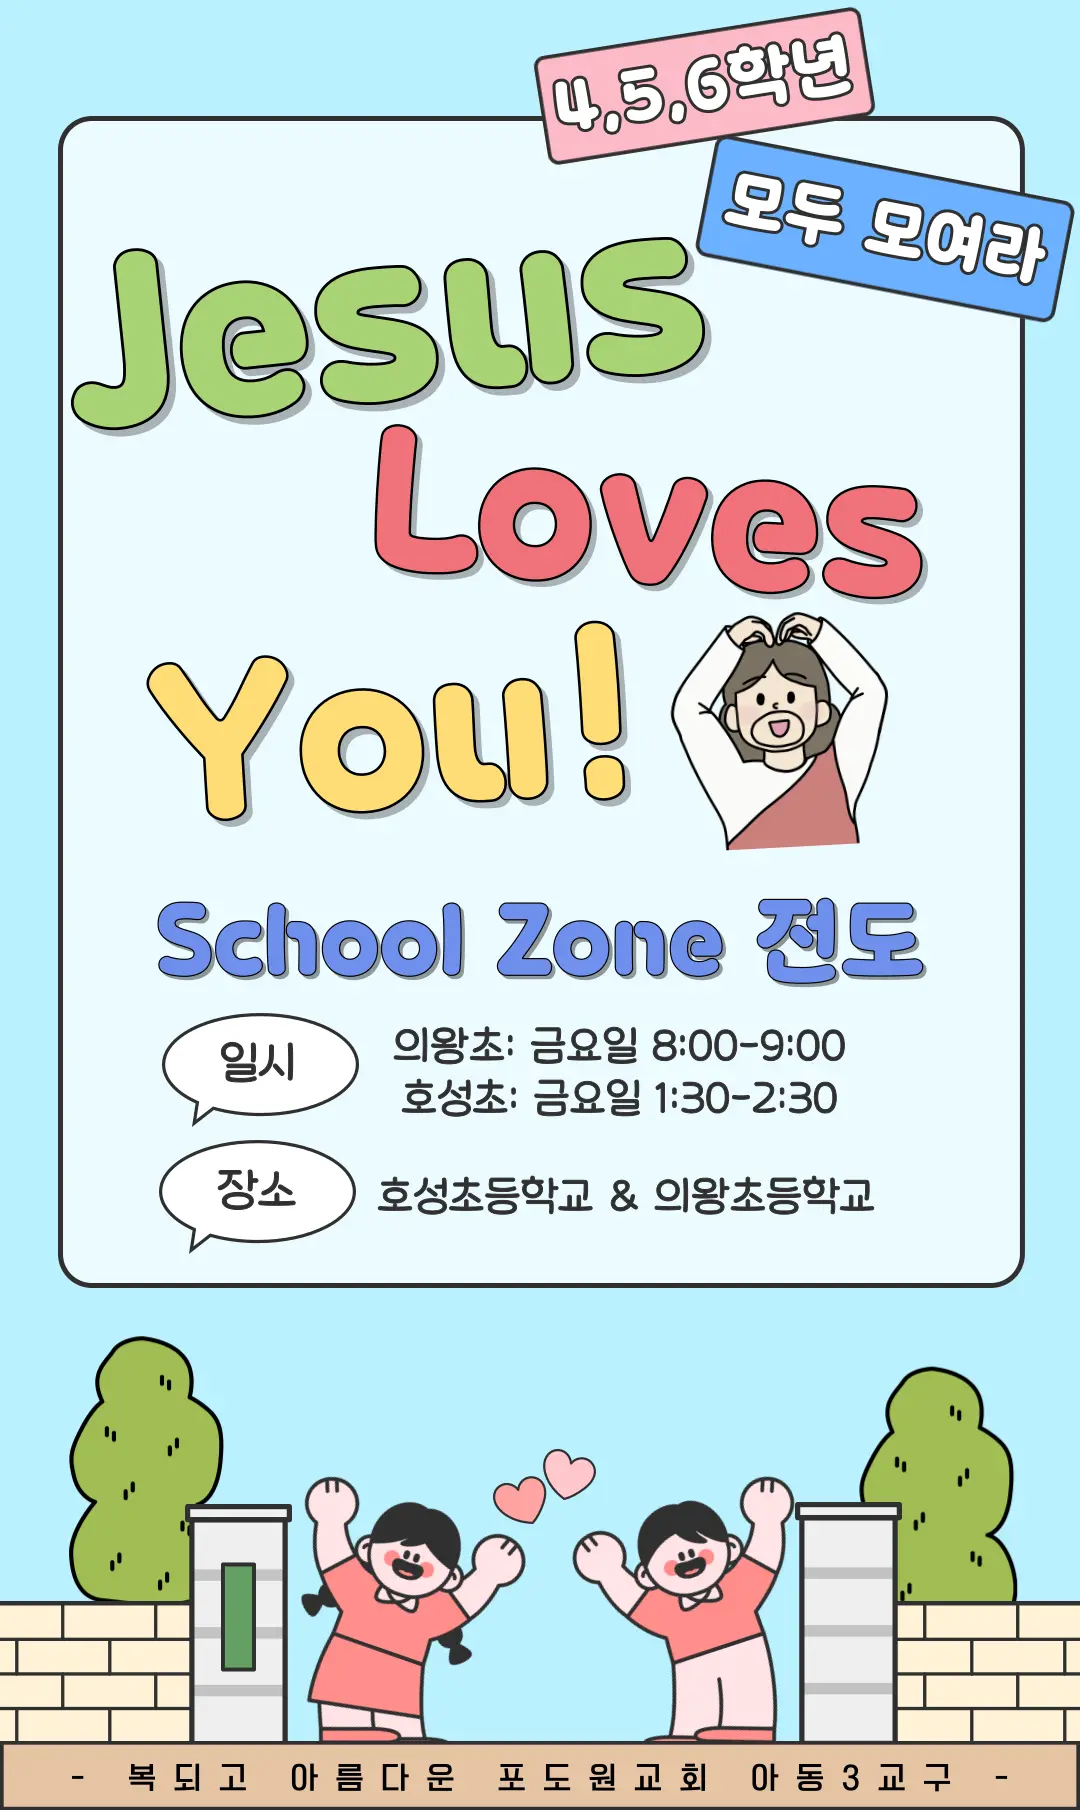 4,5,6학년
모두 모여라
Jesus
Loves
You!
School Zone 전도
일시
의왕초: 금요일 8:00-9:00
호성초: 금요일 1:30-2:30
장소
호성초등학교 & 의왕초등학교
- 복되고 아름다운 포도원교회 아동3교구 -